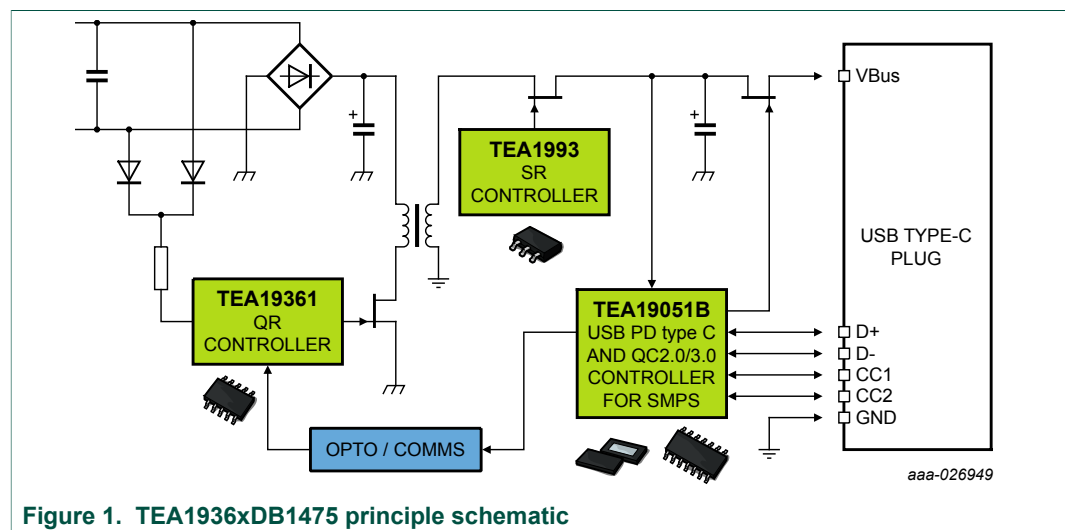 +
+
TEA1993
SR
CONTROLLER
VBus
USB TYPE-C
PLUG
TEA19361
QR
CONTROLLER
TEA19051B
USB PD type C
AND QC2.0/3.0
CONTROLLER
FOR SMPS
D+
D-
CC1
CC2
GND
OPTO / COMMS
aaa-026949
Figure 1. TEA1936xDB1475 principle schematic